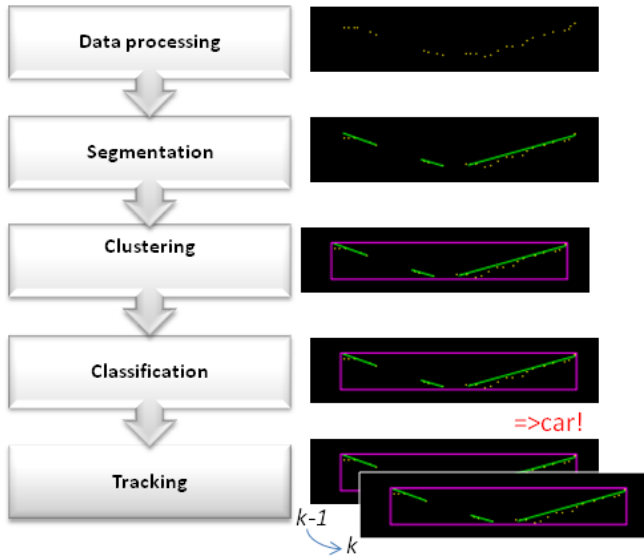 Data processing
Segmentation
Clustering
Classification
=>car!
Tracking
k-1
k